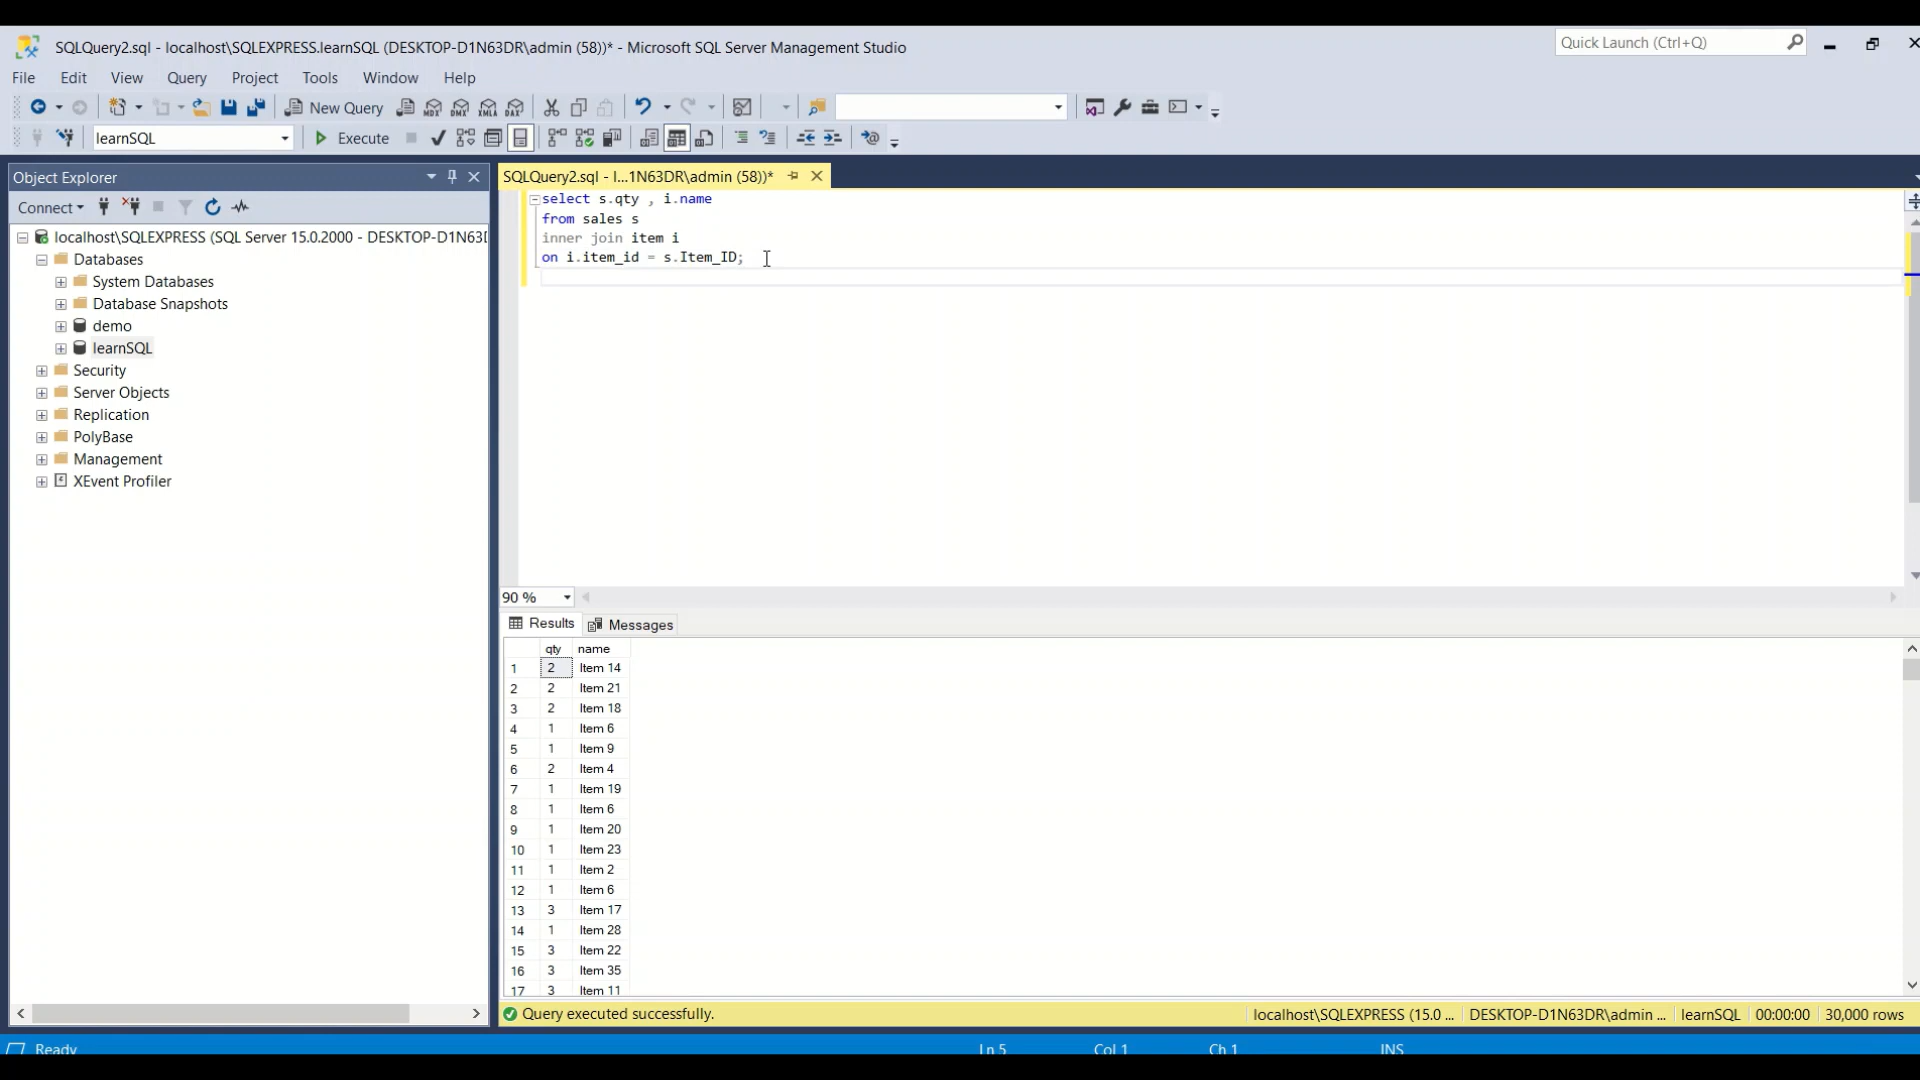 SQLQuery2.sql - localhost\SQLEXPRESS.learnSQL (DESKTOP-D1N63DR\admin (58))* - Microsoft SQL Server Management Studio
Quick Launch (Ctrl+Q)
File Edit View Query Project Tools Window Help
New Query MDX DMX XMLA DAX
learnSQL Execute
Object Explorer
Connect
localhost\SQLEXPRESS (SQL Server 15.0.2000 - DESKTOP-D1N63
Databases
System Databases
Database Snapshots
demo
learnSQL
Security
Server Objects
Replication
PolyBase
Management
XEvent Profiler
SQLQuery2.sql - l...1N63DR\admin (58))*
select s.qty , i.name
from sales s
inner join item i
on i.item_id = s.Item_ID;
90 %
Results Messages
qty name
1 2 Item 14
2 2 Item 21
3 2 Item 18
4 1 Item 6
5 1 Item 9
6 2 Item 4
7 1 Item 19
8 1 Item 6
9 1 Item 20
10 1 Item 23
11 1 Item 2
12 1 Item 6
13 3 Item 17
14 1 Item 28
15 3 Item 22
16 3 Item 35
17 3 Item 11
Query executed successfully.
localhost\SQLEXPRESS (15.0 ... DESKTOP-D1N63DR\admin ... learnSQL 00:00:00 30,000 rows
Ready Ln 5 Col 1 Ch 1 INS